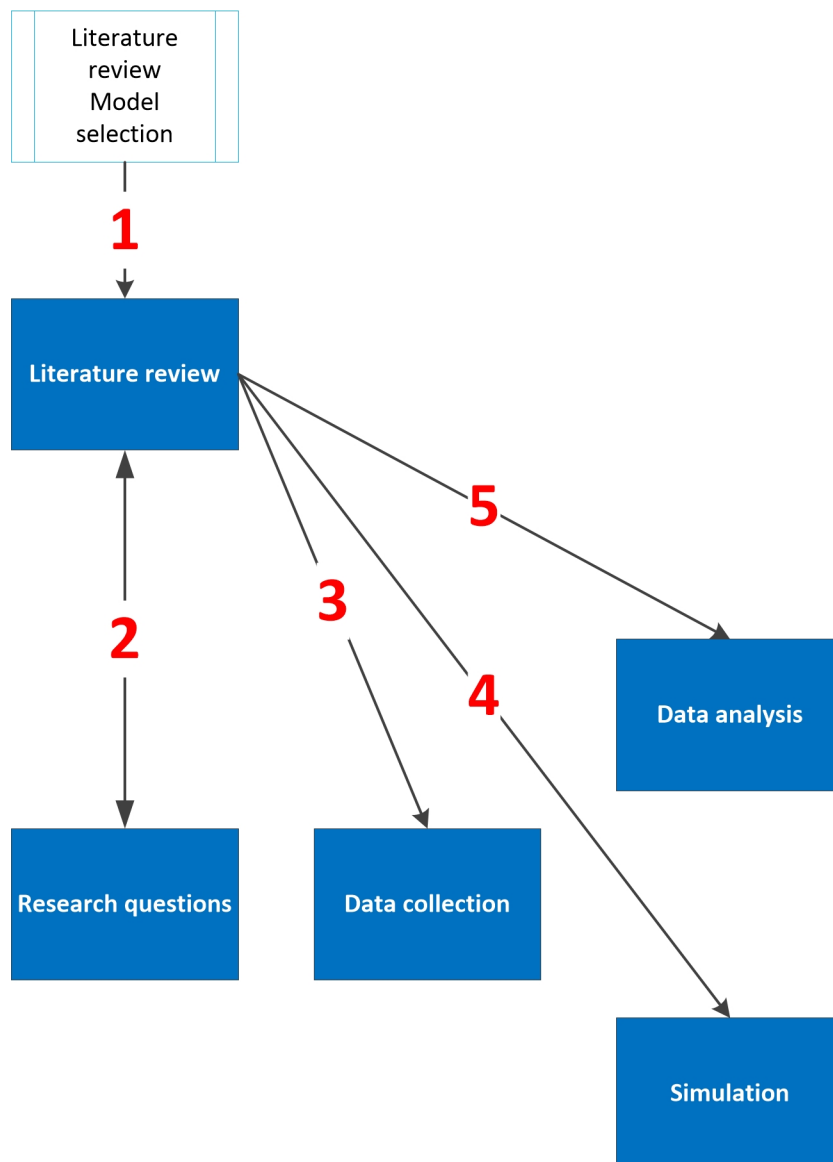 Literature
review
Model
selection
1
Literature review
5
3
2
4
Data analysis
Research questions
Data collection
Simulation